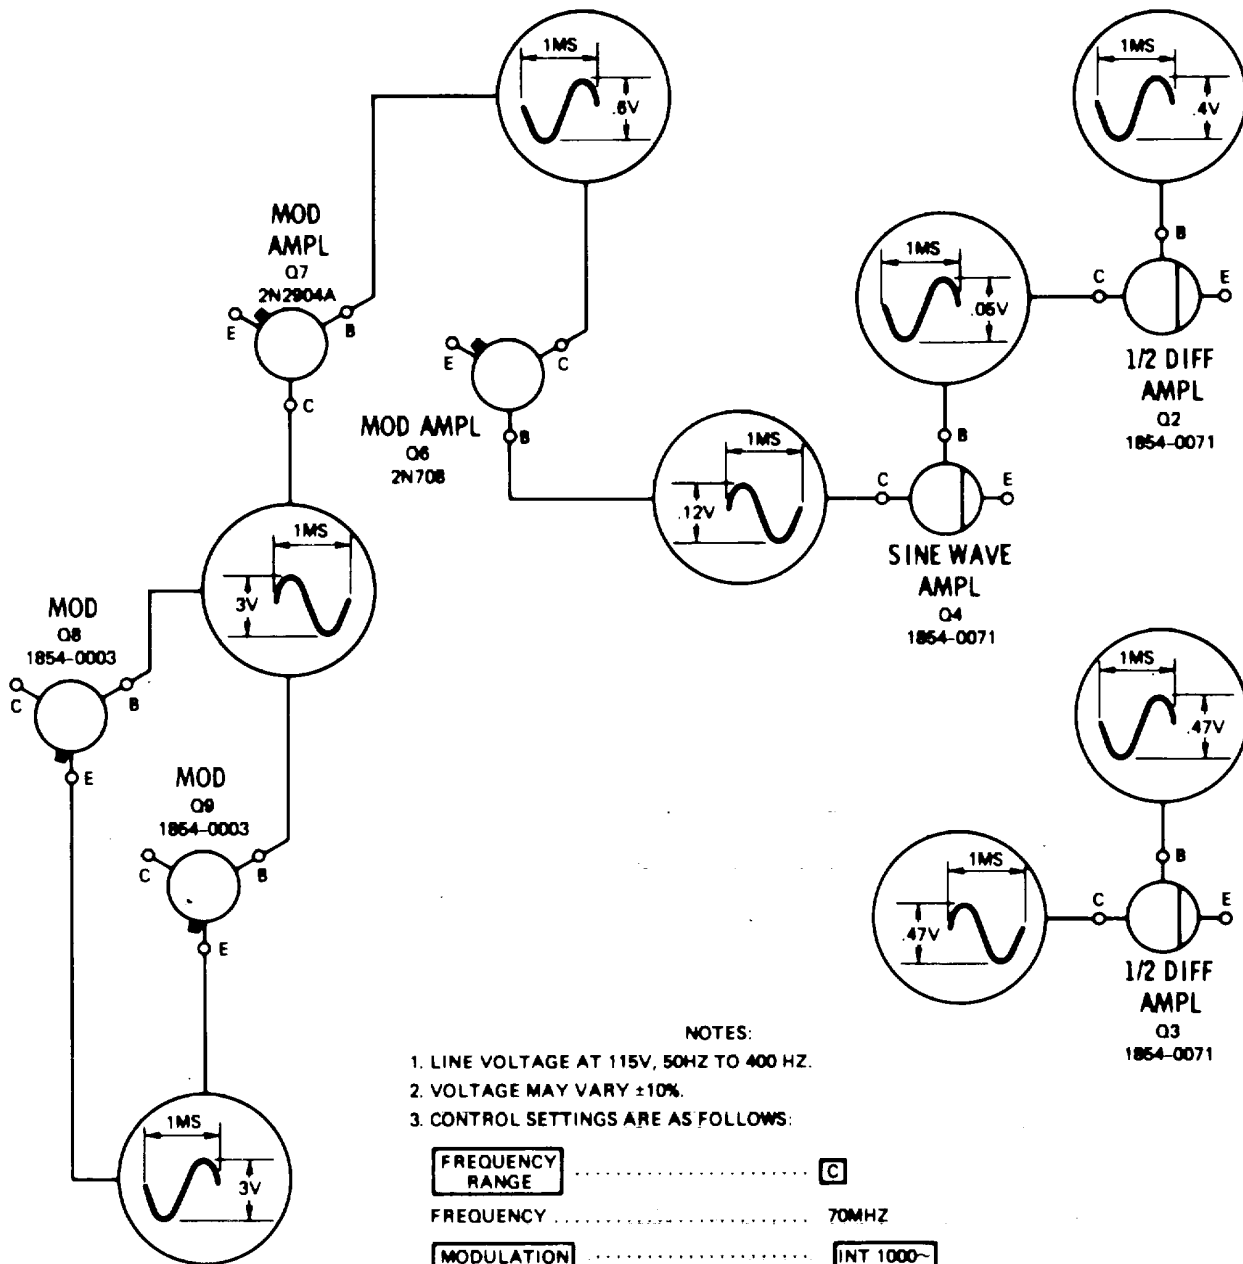 1MS
.6V
1MS
.4V
MOD
AMPL
Q7
2N2904A
E
B
C
B
C
E
1MS
.06V
1/2 DIFF
AMPL
Q2
1854-0071
E
C
B
MOD AMPL
Q6
2N708
1MS
.12V
B
C
E
SINE WAVE
AMPL
Q4
1854-0071
1MS
3V
MOD
Q8
1854-0003
C
B
E
MOD
Q9
1854-0003
C
B
E
1MS
.47V
B
1MS
.47V
C
E
1/2 DIFF
AMPL
Q3
1854-0071
1MS
3V
NOTES:
1. LINE VOLTAGE AT 115V, 50HZ TO 400 HZ.
2. VOLTAGE MAY VARY ±10%.
3. CONTROL SETTINGS ARE AS FOLLOWS:
FREQUENCY
RANGE .................... C
FREQUENCY ...................... 70MHZ
MODULATION .................... INT 1000~